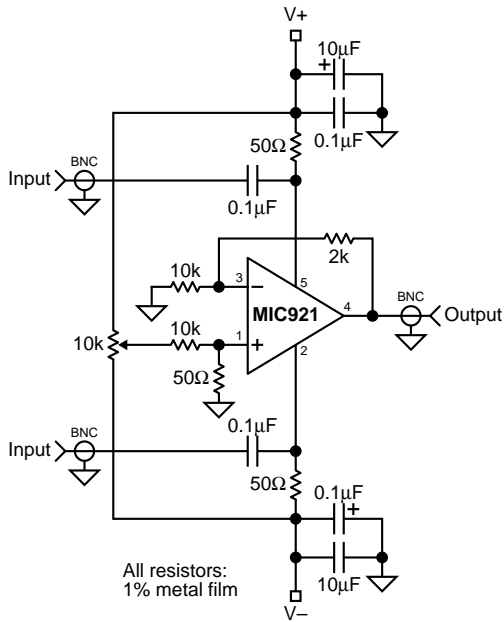 V+
10µF
+
0.1µF
50Ω
BNC
Input
0.1µF
2k
10k
3
−
5
MIC921
4
BNC
Output
10k
10k
1
+
2
50Ω
0.1µF
BNC
Input
50Ω
0.1µF
+
10µF
All resistors:
1% metal film
V−